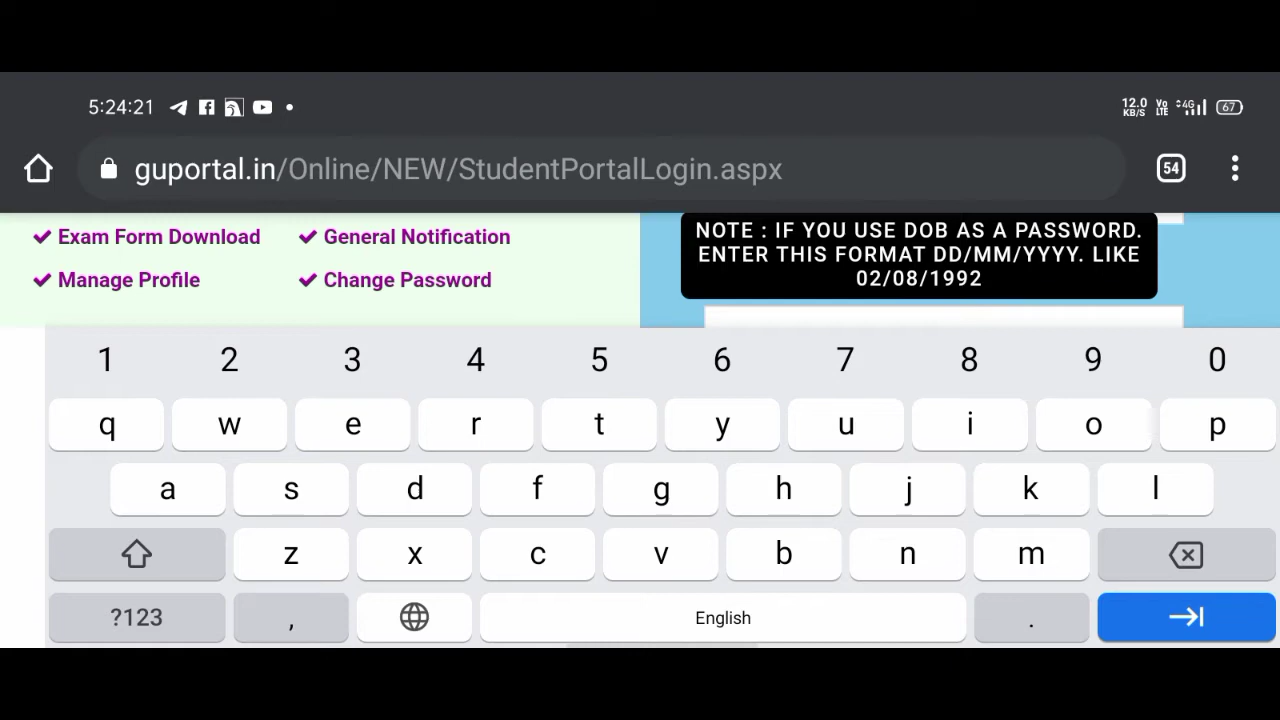 5:24:21
12.0 KB/S Vo LTE 4G 67
guportal.in/Online/NEW/StudentPortalLogin.aspx
54
Exam Form Download General Notification
Manage Profile Change Password
NOTE : IF YOU USE DOB AS A PASSWORD.
ENTER THIS FORMAT DD/MM/YYYY. LIKE
02/08/1992
1 2 3 4 5 6 7 8 9 0
q w e r t y u i o p
a s d f g h j k l
z x c v b n m
?123 , English .